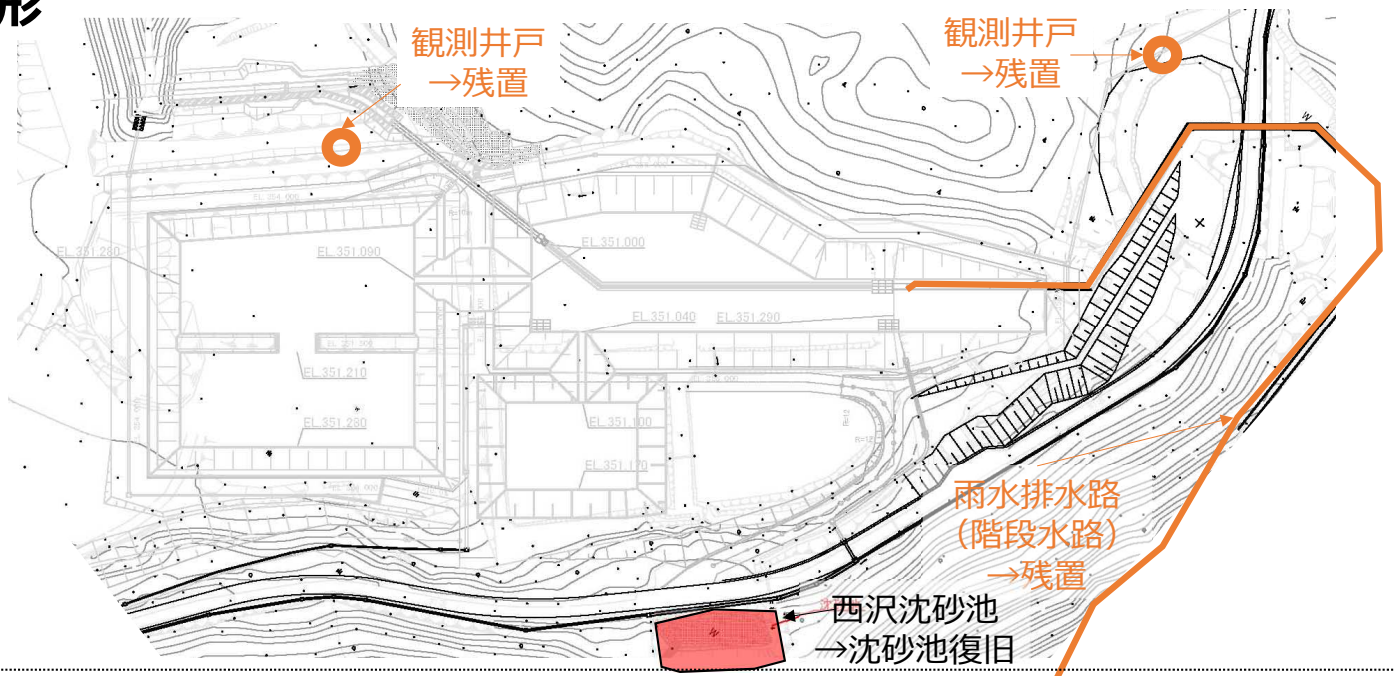 形
観測井戸
→残置
観測井戸
→残置
EL.351.280
EL.351.090
EL.351.000
EL.351.040
EL.351.290
EL.351.210
EL.351.280
EL.351.100
EL.351.170
R=12
R=12
雨水排水路
(階段水路)
→残置
西沢沈砂池
→沈砂池復旧
W
W